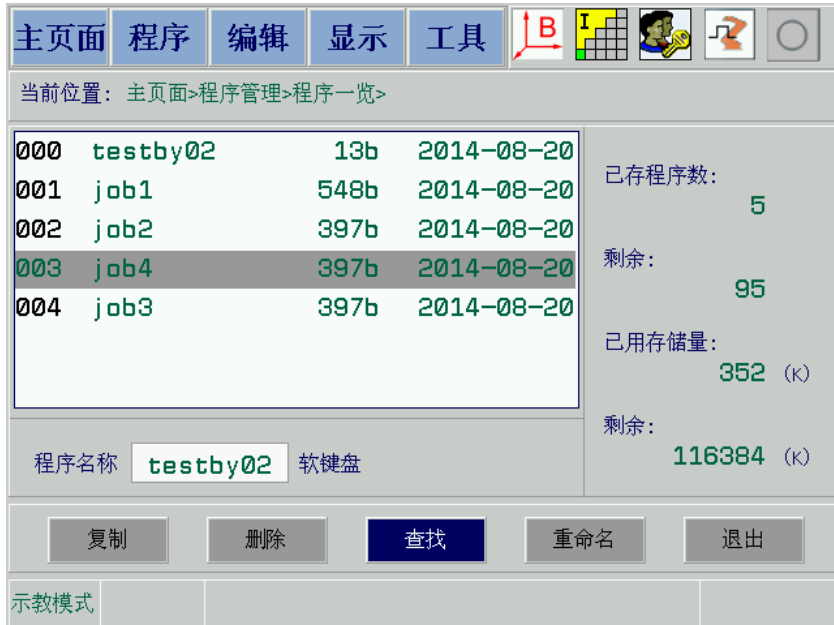 主页面 程序 编辑 显示 工具 B I
当前位置: 主页面>程序管理>程序一览>
000 testby02 13b 2014-08-20
001 job1 548b 2014-08-20
002 job2 397b 2014-08-20
003 job4 397b 2014-08-20
004 job3 397b 2014-08-20
已存程序数:
5
剩余:
95
已用存储量:
352 (K)
剩余:
116384 (K)
程序名称 testby02 软键盘
复制 删除 查找 重命名 退出
示教模式